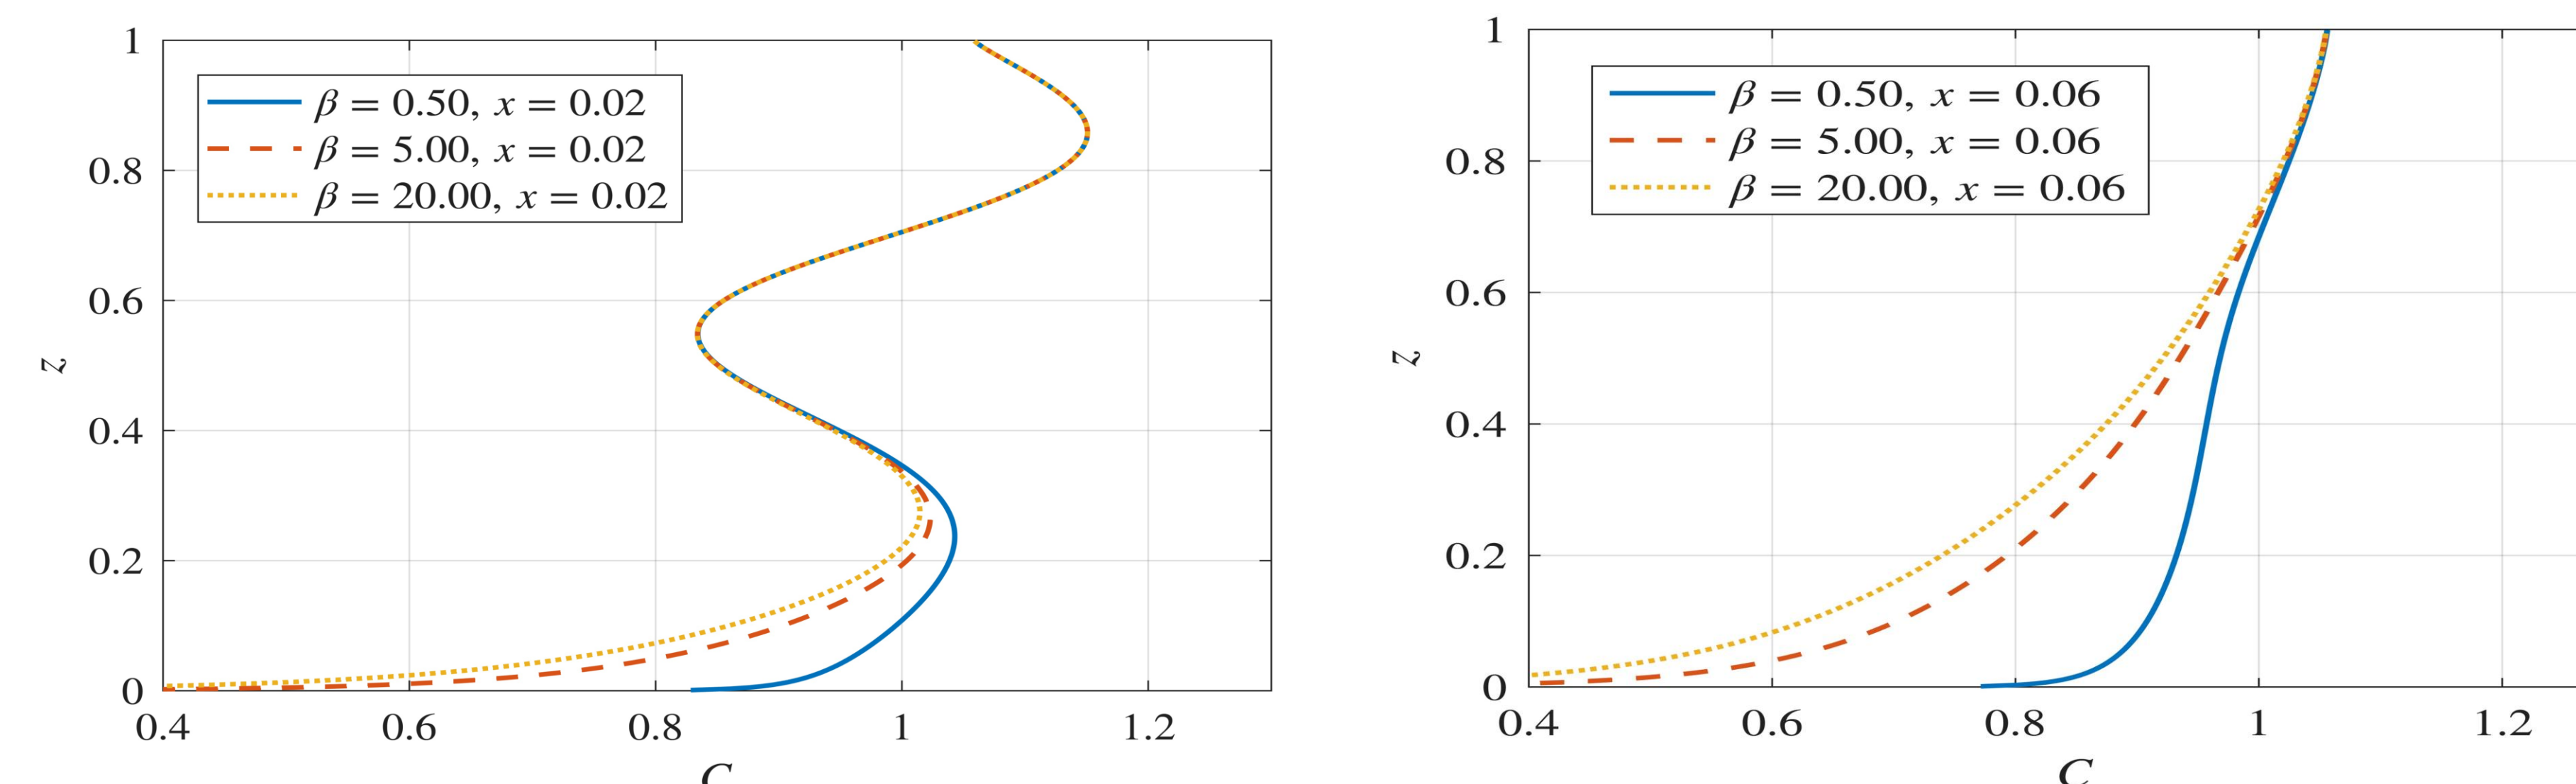 1
0.8
0.6
0.4
0.2
0
z
β = 0.50, x = 0.02
β = 5.00, x = 0.02
β = 20.00, x = 0.02
0.4 0.6 0.8 1 1.2
C
1
0.8
0.6
0.4
0.2
0
z
β = 0.50, x = 0.06
β = 5.00, x = 0.06
β = 20.00, x = 0.06
0.4 0.6 0.8 1 1.2
C